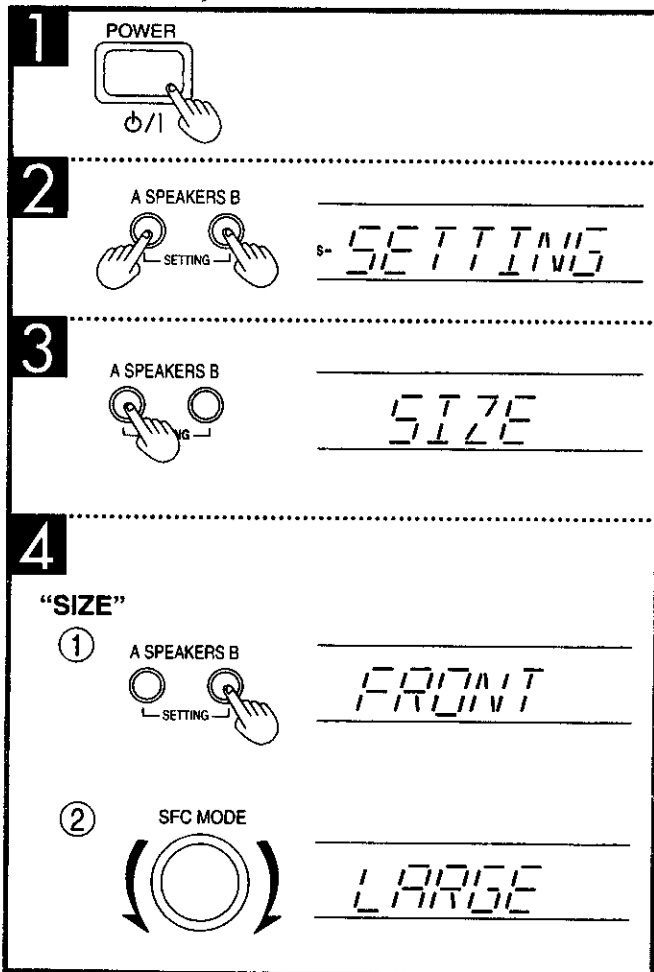 1
POWER
⏻/I
2
A SPEAKERS B
SETTING
S- SETTING
3
A SPEAKERS B
NG
SIZE
4
“SIZE”
①
A SPEAKERS B
SETTING
FRONT
②
SFC MODE
LARGE